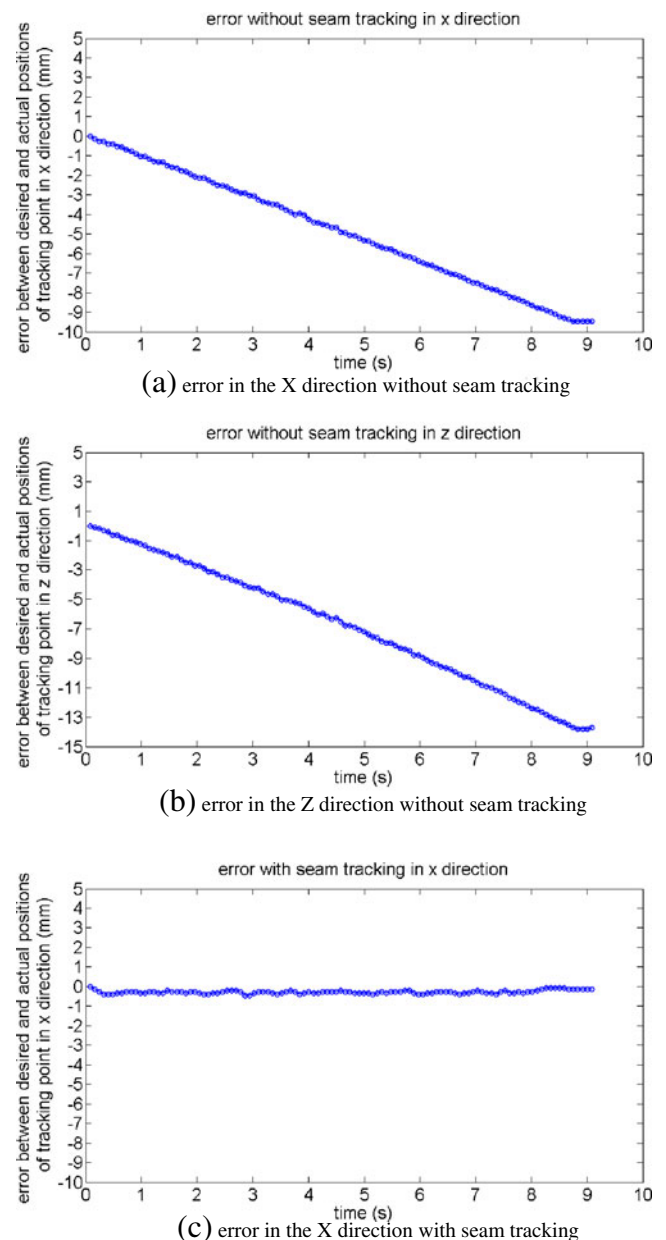 error without seam tracking in x direction
error between desired and actual positions
of tracking point in x direction (mm)
5
4
3
2
1
0
-1
-2
-3
-4
-5
-6
-7
-8
-9
-10
0 1 2 3 4 5 6 7 8 9 10
time (s)
(a) error in the X direction without seam tracking
error without seam tracking in z direction
error between desired and actual positions
of tracking point in z direction (mm)
5
3
1
-1
-3
-5
-7
-9
-11
-13
-15
0 1 2 3 4 5 6 7 8 9 10
time (s)
(b) error in the Z direction without seam tracking
error with seam tracking in x direction
error between desired and actual positions
of tracking point in x direction (mm)
5
4
3
2
1
0
-1
-2
-3
-4
-5
-6
-7
-8
-9
-10
0 1 2 3 4 5 6 7 8 9 10
time (s)
(c) error in the X direction with seam tracking